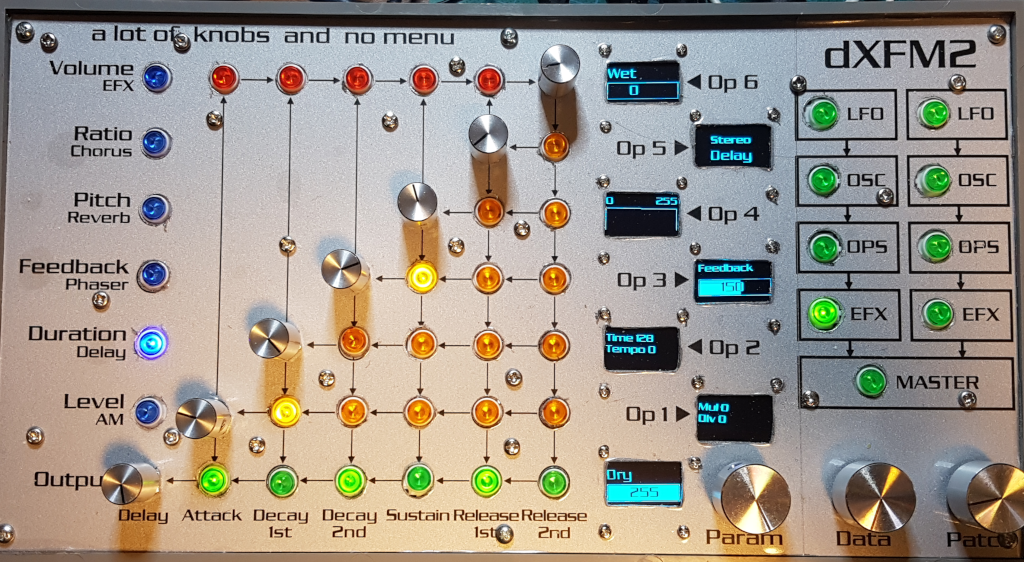 a lot of knobs and no menu
dXFM2
Volume
EFX
Ratio
Chorus
Pitch
Reverb
Feedback
Phaser
Duration
Delay
Level
AM
Output
Delay
Attack
Decay
1st
Decay
2nd
Sustain
Release
1st
Release
2nd
Wet
0
Op 6
Op 5
Stereo
Delay
0 255
Op 4
Op 3
Feedback
150
Time 128
Tempo 0
Op 2
Op 1
Mul 0
Div 0
Dry
255
LFO
LFO
OSC
OSC
OPS
OPS
EFX
EFX
MASTER
Param
Data
Patch